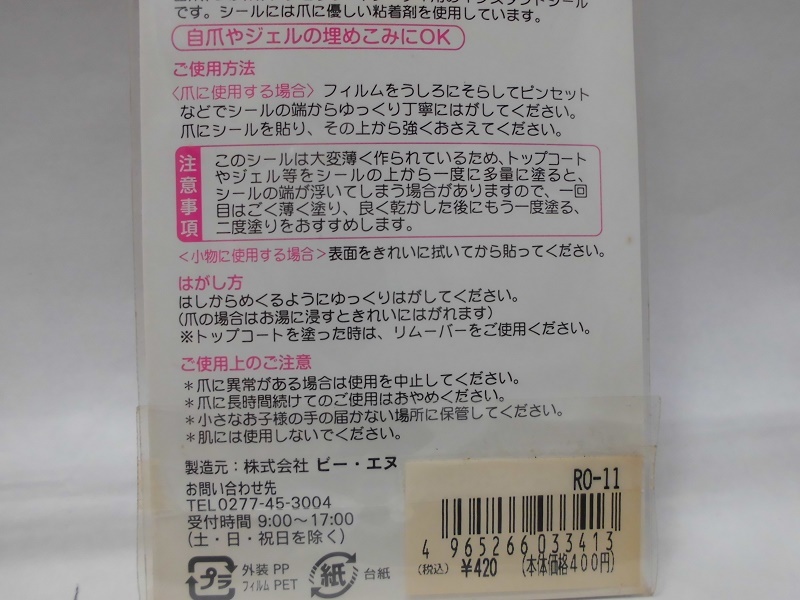 です。シールには爪に優しい粘着剤を使用しています。
自爪やジェルの埋めこみにOK
ご使用方法
〈爪に使用する場合〉フィルムをうしろにそらしてピンセット
などでシールの端からゆっくり丁寧にはがしてください。
爪にシールを貼り、その上から強くおさえてください。
注意事項
このシールは大変薄く作られているため、トップコート
やジェル等をシールの上から一度に多量に塗ると、
シールの端が浮いてしまう場合がありますので、一回
目はごく薄く塗り、良く乾かした後にもう一度塗る、
二度塗りをおすすめします。
<小物に使用する場合>表面をきれいに拭いてから貼ってください。
はがし方
はしからめくるようにゆっくりはがしてください。
(爪の場合はお湯に浸すときれいにはがれます)
※トップコートを塗った時は、リムーバーをご使用ください。
ご使用上のご注意
＊爪に異常がある場合は使用を中止してください。
＊爪に長時間続けてのご使用はおやめください。
＊小さなお子様の手の届かない場所に保管してください。
＊肌には使用しないでください。
製造元：株式会社 ビー・エヌ
お問い合わせ先
TEL0277-45-3004
受付時間 9:00〜17:00
(土・日・祝日を除く)
プラ
外装 PP
フィルム PET
紙
台紙
RO-11
4 965266 033413
(税込) ¥420 (本体価格400円)